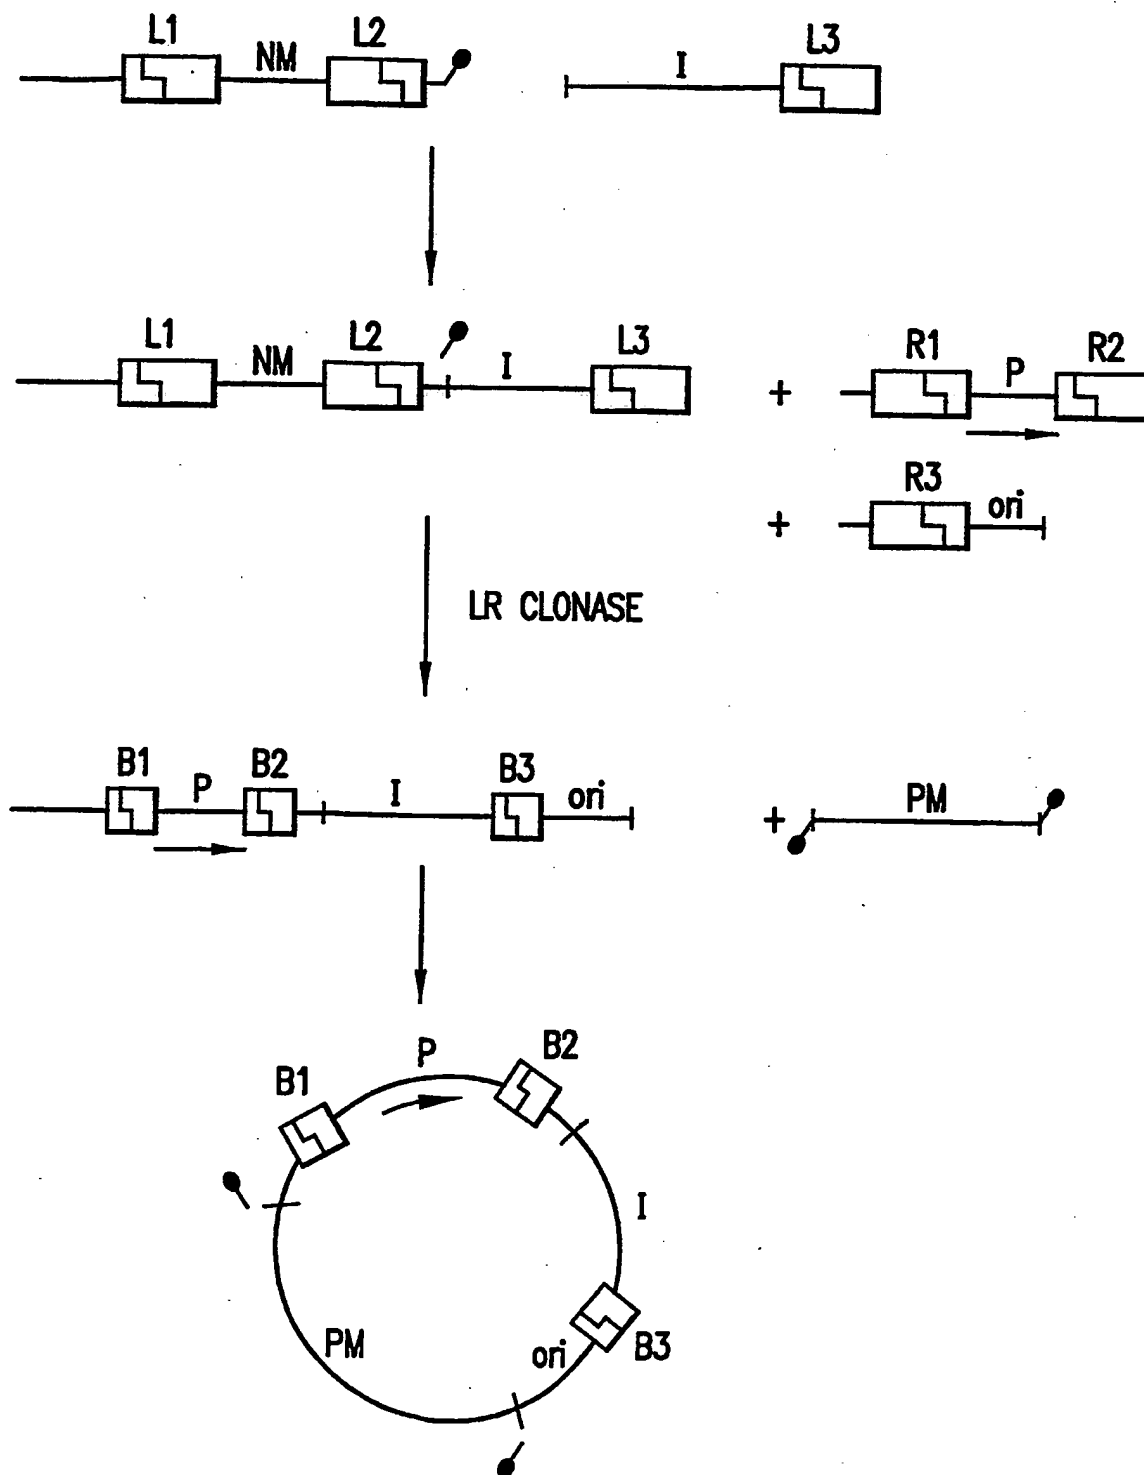 L1 NM L2 I L3
L1 NM L2 I L3 + R1 P R2
+ R3 ori
LR CLONASE
B1 P B2 I B3 ori + PM
P B2
B1
I
PM ori B3